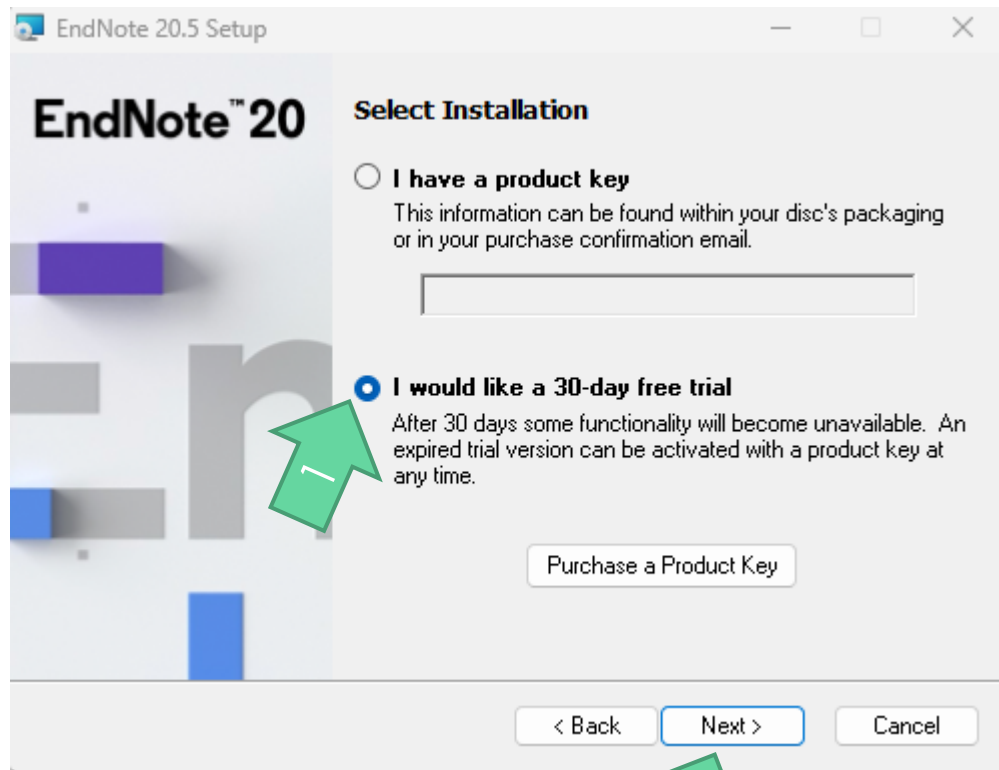 EndNote 20.5 Setup
EndNote™20
Select Installation
I have a product key
This information can be found within your disc's packaging
or in your purchase confirmation email.
I would like a 30-day free trial
After 30 days some functionality will become unavailable. An
expired trial version can be activated with a product key at
any time.
1
Purchase a Product Key
En
< Back
Next >
Cancel